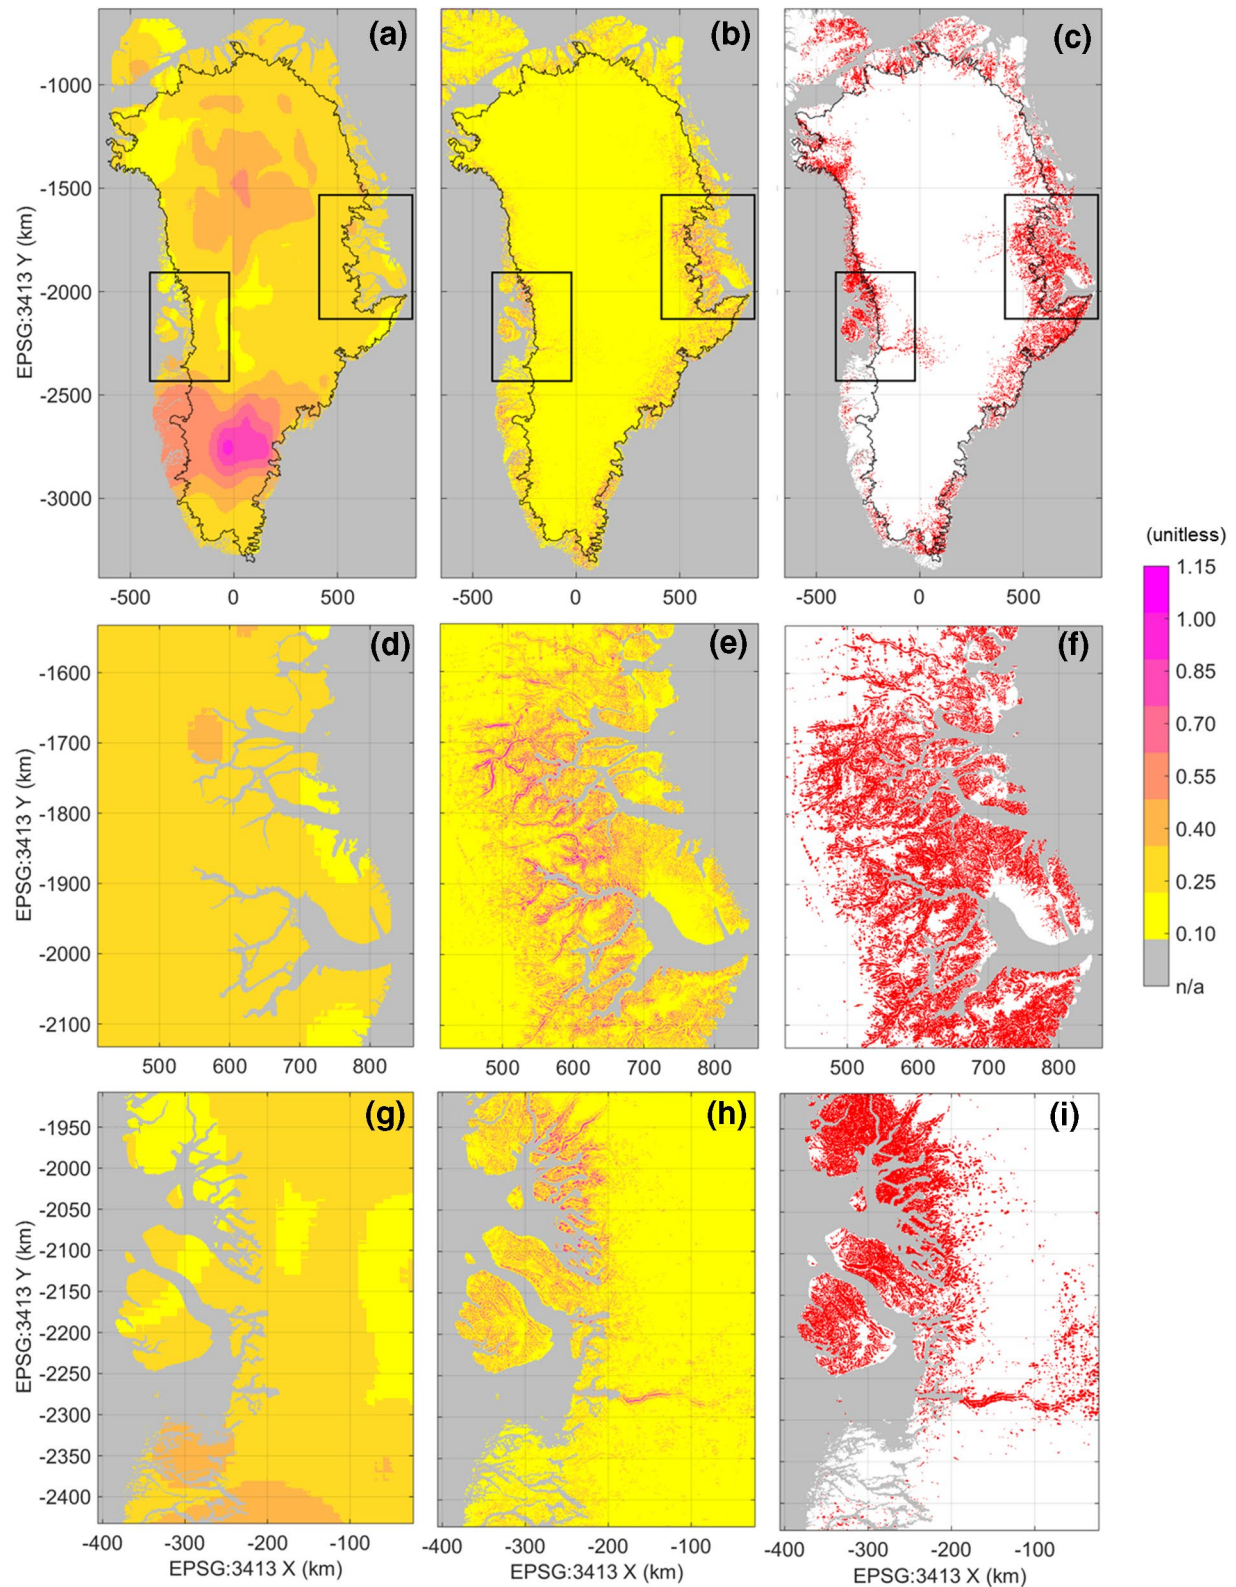 (a)
(b)
(c)
EPSG:3413 Y (km)
-1000
-1500
-2000
-2500
-3000
-500 0 500
-500 0 500
-500 0 500
(unitless)
1.15
1.00
0.85
0.70
0.55
0.40
0.25
0.10
n/a
(d)
(e)
(f)
EPSG:3413 Y (km)
-1600
-1700
-1800
-1900
-2000
-2100
500 600 700 800
500 600 700 800
500 600 700 800
(g)
(h)
(i)
EPSG:3413 Y (km)
-1950
-2000
-2050
-2100
-2150
-2200
-2250
-2300
-2350
-2400
-400 -300 -200 -100
-400 -300 -200 -100
-400 -300 -200 -100
EPSG:3413 X (km)
EPSG:3413 X (km)
EPSG:3413 X (km)